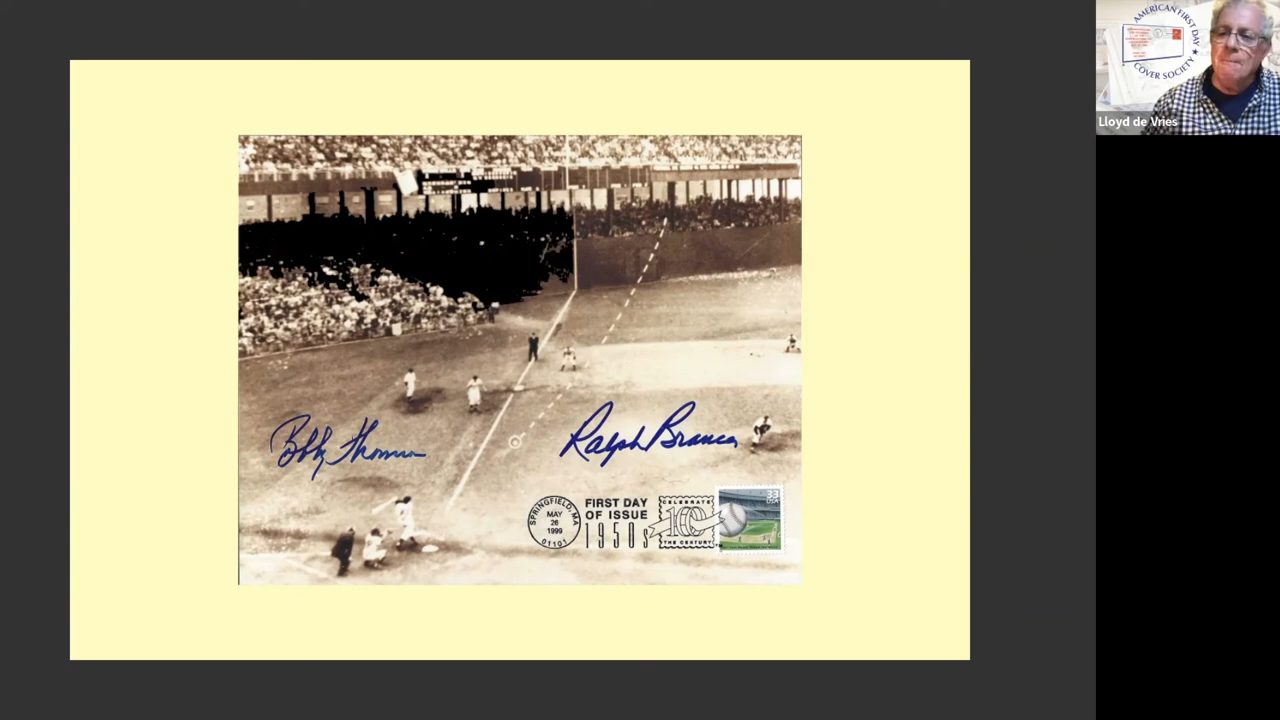 Bobby Thomson
Ralph Branca
SPRINGFIELD, MA
MAY
26
1999
01101
FIRST DAY
OF ISSUE
1950s
CELEBRATE
100
THE CENTURY
33
USA
AMERICAN FIRST DAY
COVER SOCIETY
Lloyd de Vries